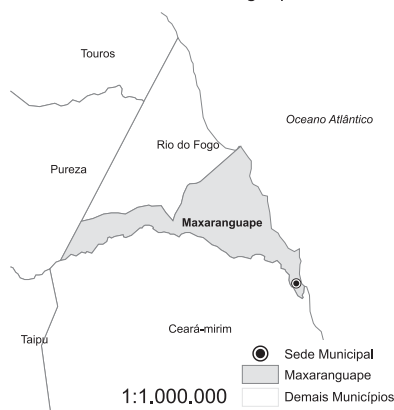 Touros
Oceano Atlântico
Rio do Fogo
Pureza
Maxaranguape
Ceará-mirim
Taipu
Sede Municipal
Maxaranguape
Demais Municípios
1:1.000.000